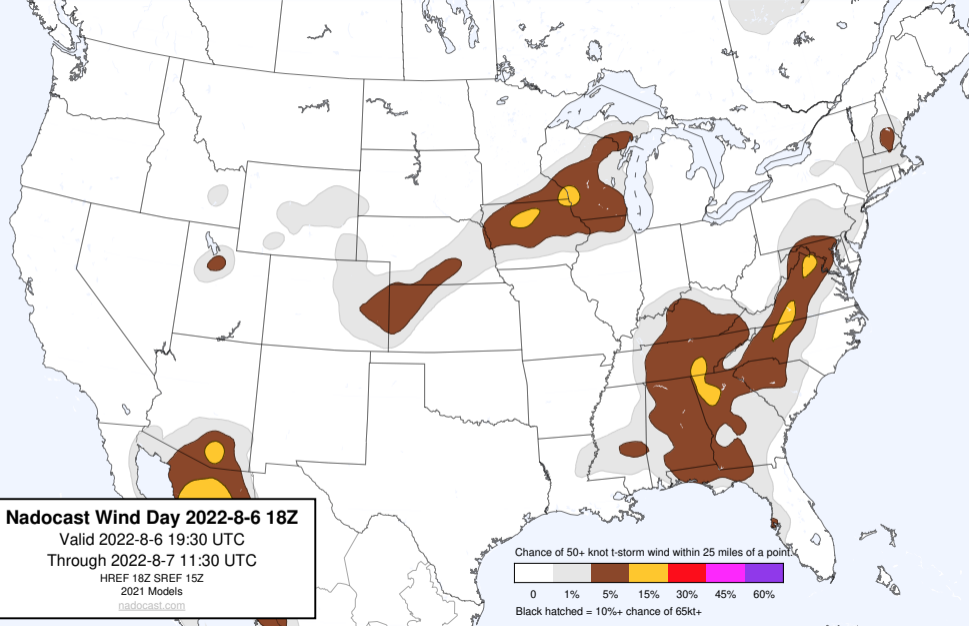 Nadocast Wind Day 2022-8-6 18Z
Valid 2022-8-6 19:30 UTC
Through 2022-8-7 11:30 UTC
HREF 18Z SREF 15Z
2021 Models
nadocast.com
Chance of 50+ knot t-storm wind within 25 miles of a point.
0 1% 5% 15% 30% 45% 60%
Black hatched = 10%+ chance of 65kt+